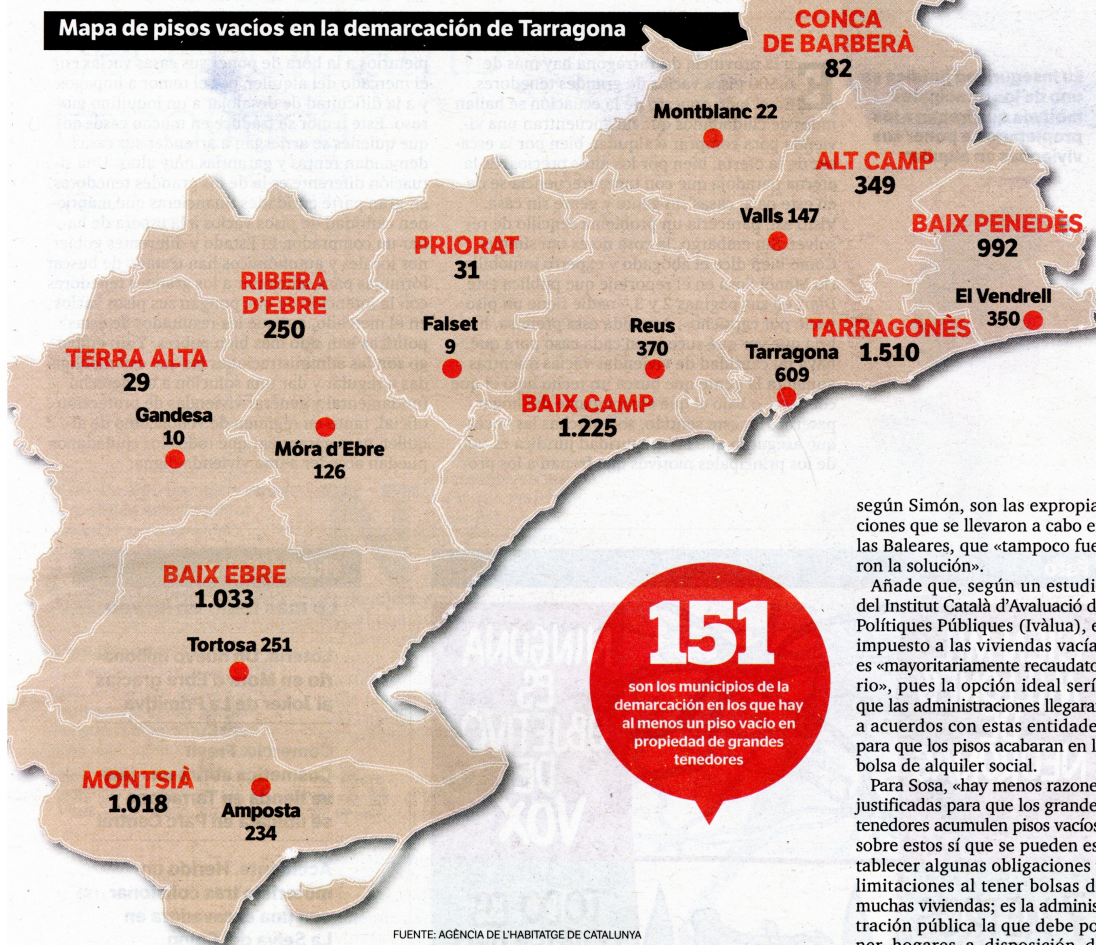 Mapa de pisos vacíos en la demarcación de Tarragona
CONCA
DE BARBERÀ
82
Montblanc 22
ALT CAMP
349
Valls 147
BAIX PENEDÈS
992
El Vendrell
350
PRIORAT
31
Falset
9
RIBERA
D'EBRE
250
Móra d'Ebre
126
TERRA ALTA
29
Gandesa
10
Reus
370
BAIX CAMP
1.225
TARRAGONÈS
1.510
Tarragona
609
BAIX EBRE
1.033
Tortosa 251
MONTSIÀ
1.018
Amposta
234
151
son los municipios de la
demarcación en los que hay
al menos un piso vacío en
propiedad de grandes
tenedores
FUENTE: AGÈNCIA DE L'HABITATGE DE CATALUNYA
según Simón, son las expropia
ciones que se llevaron a cabo e
las Baleares, que «tampoco fue
ron la solución».
Añade que, según un estudi
del Institut Català d'Avaluació d
Polítiques Públiques (Ivàlua), e
impuesto a las viviendas vacía
es «mayoritariamente recaudato
rio», pues la opción ideal serí
que las administraciones llegaran
a acuerdos con estas entidade
para que los pisos acabaran en l
bolsa de alquiler social.
Para Sosa, «hay menos razone
justificadas para que los grande
tenedores acumulen pisos vacíos
sobre estos sí que se pueden es
tablecer algunas obligaciones
limitaciones al tener bolsas d
muchas viviendas; es la adminis
tración pública la que debe po
ner hogares a disposición d